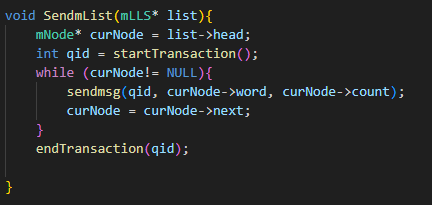 void SendmList(mLLS* list){
    mNode* curNode = list->head;
    int qid = startTransaction();
    while (curNode!= NULL){
        sendmsg(qid, curNode->word, curNode->count);
        curNode = curNode->next;
    }
    endTransaction(qid);
}